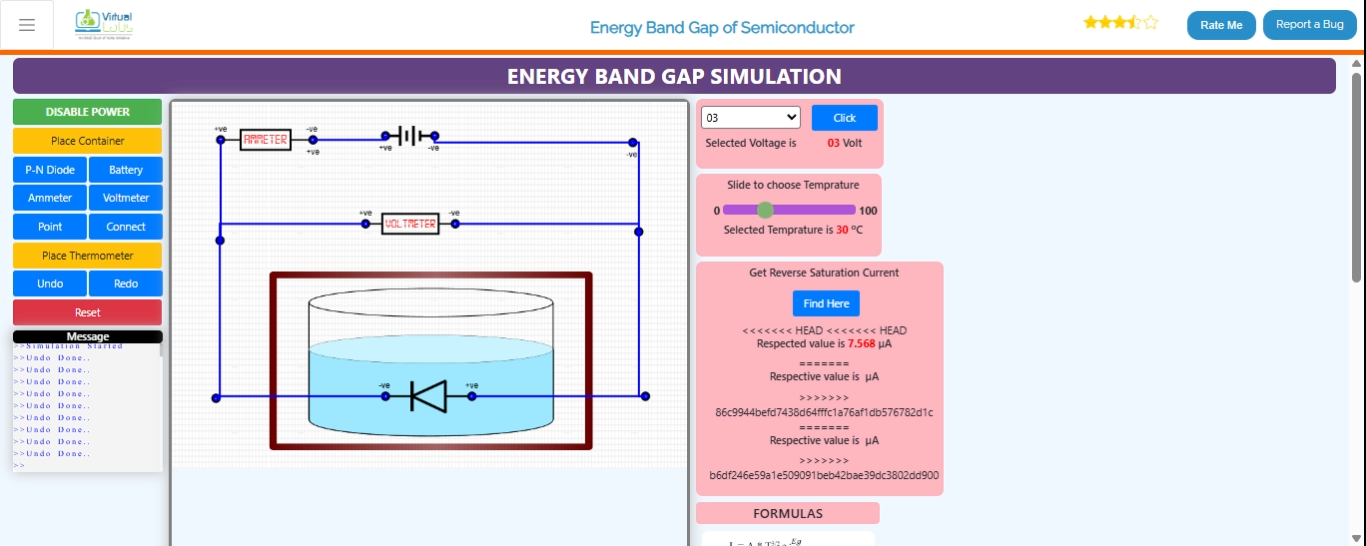 Virtual
Labs
Energy Band Gap of Semiconductor
Rate Me
Report a Bug
ENERGY BAND GAP SIMULATION
DISABLE POWER
Place Container
P-N Diode
Battery
Ammeter
Voltmeter
Point
Connect
Place Thermometer
Undo
Redo
Reset
Message
>>Simulation Started
>>Undo Done..
>>Undo Done..
>>Undo Done..
>>Undo Done..
>>Undo Done..
>>Undo Done..
>>Undo Done..
>>Undo Done..
>>Undo Done..
>>
+ve
AMMETER
-ve
+ve
+ve
-ve
-ve
+ve
VOLTMETER
-ve
-ve
+ve
03
Click
Selected Voltage is 03 Volt
Slide to choose Temprature
0
100
Selected Temprature is 30 °C
Get Reverse Saturation Current
Find Here
<<<<<<< HEAD <<<<<<< HEAD
Respected value is 7.568 µA
=======
Respective value is µA
>>>>>>>
86c9944befd7438d64fffc1a76af1db576782d1c
=======
Respective value is µA
>>>>>>>
b6df246e59a1e509091beb42bae39dc3802dd900
FORMULAS